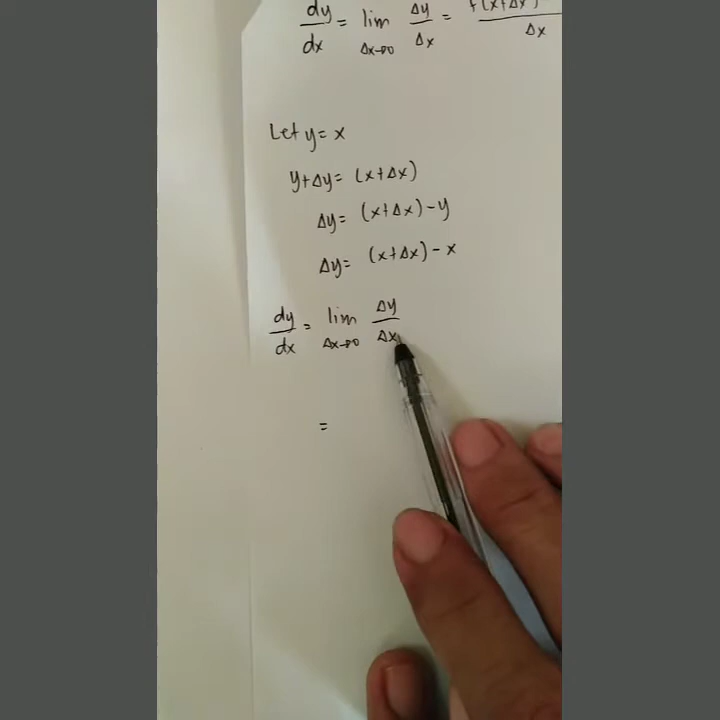 dy/dx = lim Δx→0 Δy/Δx = f(x+Δx) - /Δx
Let y = x
y+Δy = (x+Δx)
Δy = (x+Δx) - y
Δy = (x+Δx) - x
dy/dx = lim Δx→0 Δy/Δx
=